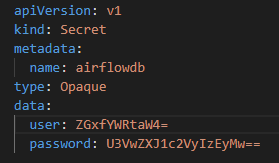 apiVersion: v1
kind: Secret
metadata:
  name: airflowdb
type: Opaque
data:
  user: ZGxfYWRtaW4=
  password: U3VwZXJ1c2VyIzEyMw==